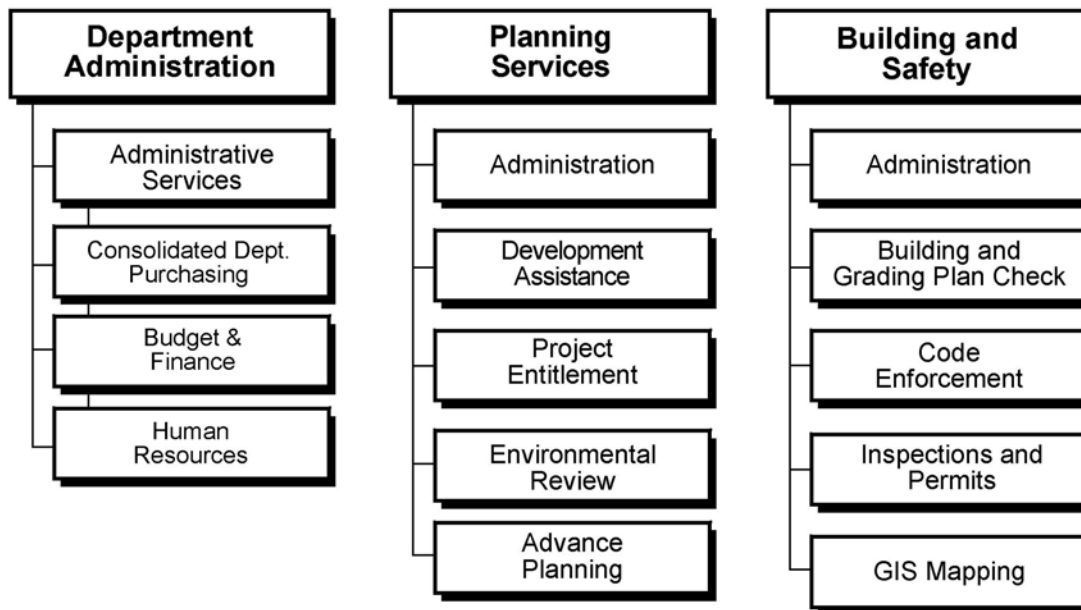 Department
Administration
Administrative
Services
Consolidated Dept.
Purchasing
Budget &
Finance
Human
Resources
Planning
Services
Administration
Development
Assistance
Project
Entitlement
Environmental
Review
Advance
Planning
Building and
Safety
Administration
Building and
Grading Plan Check
Code
Enforcement
Inspections and
Permits
GIS Mapping